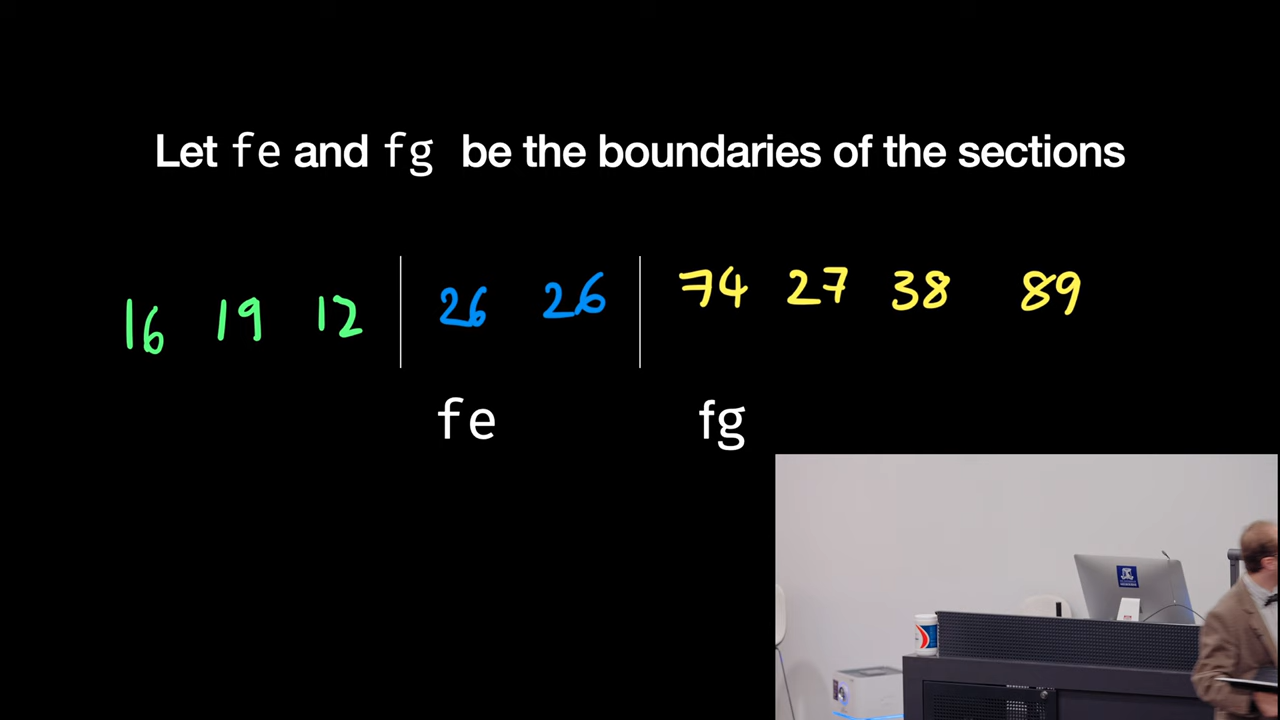 Let fe and fg be the boundaries of the sections
16 19 12 26 26 74 27 38 89
fe fg